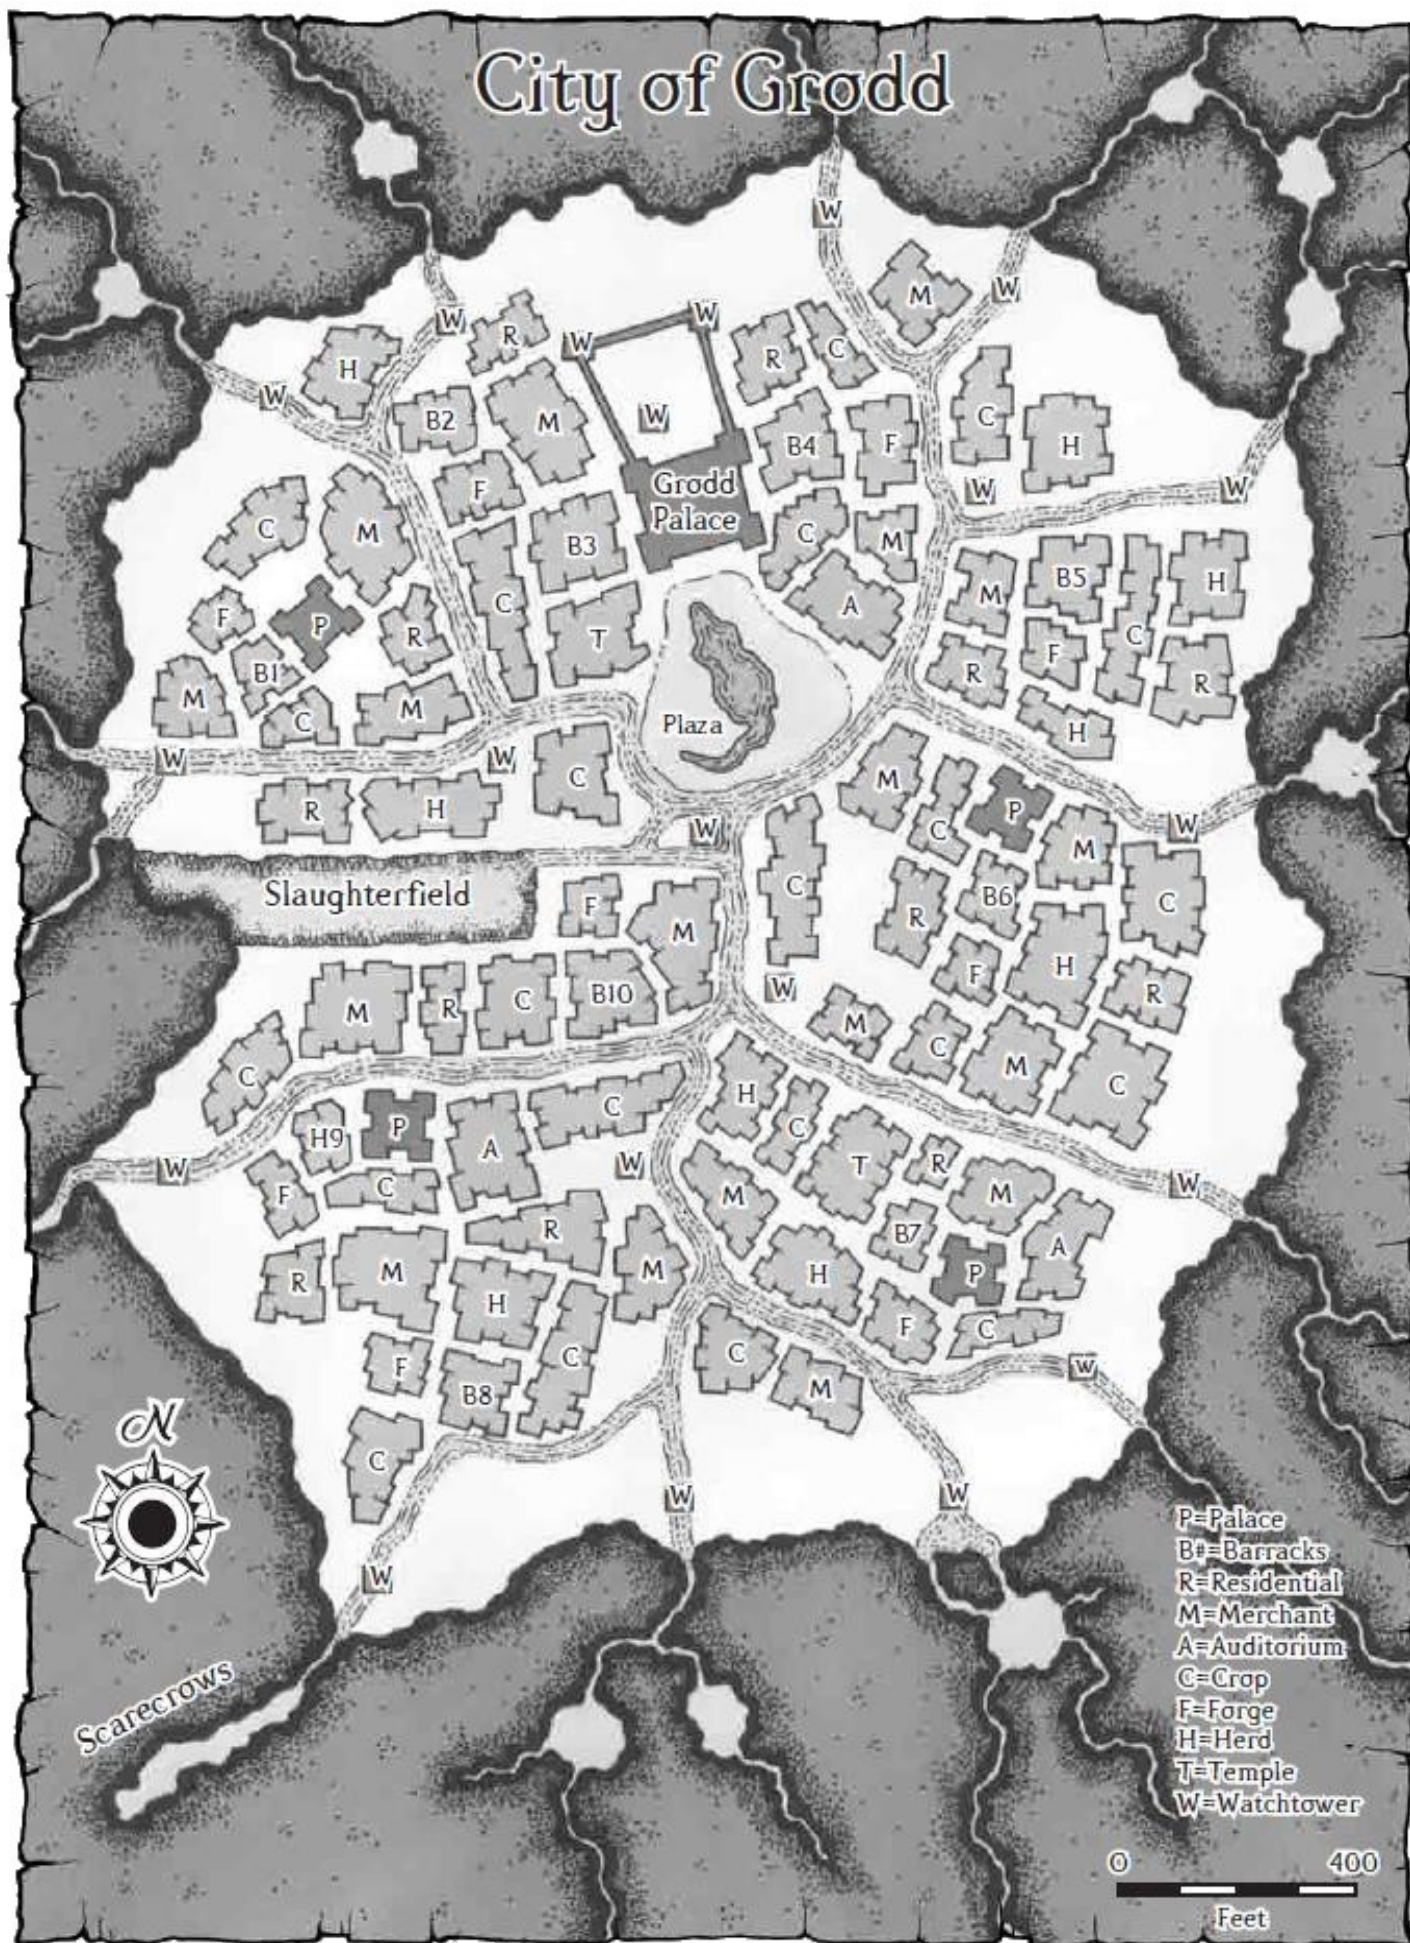 City of Grodd
W
W
M
W
W
R
W
H
R
C
C
W
B2
M
W
B4
F
H
F
Grodd
Palace
W
W
C
M
B3
C
M
M
B5
H
F
P
R
C
T
A
C
F
R
R
M
B1
C
M
Plaza
H
W
W
C
M
P
R
H
W
C
W
M
Slaughterfield
F
M
C
R
B6
C
F
H
R
M
R
C
B10
W
M
C
M
C
C
H
C
H9
P
A
C
W
W
T
R
W
F
C
M
M
R
B7
A
R
M
H
M
H
P
F
B8
C
C
M
F
C
W
C
W
W
W
N
Scarecrows
P=Palace
B#=Barracks
R=Residential
M=Merchant
A=Auditorium
C=Crop
F=Forge
H=Herd
T=Temple
W=Watchtower
0 400
Feet